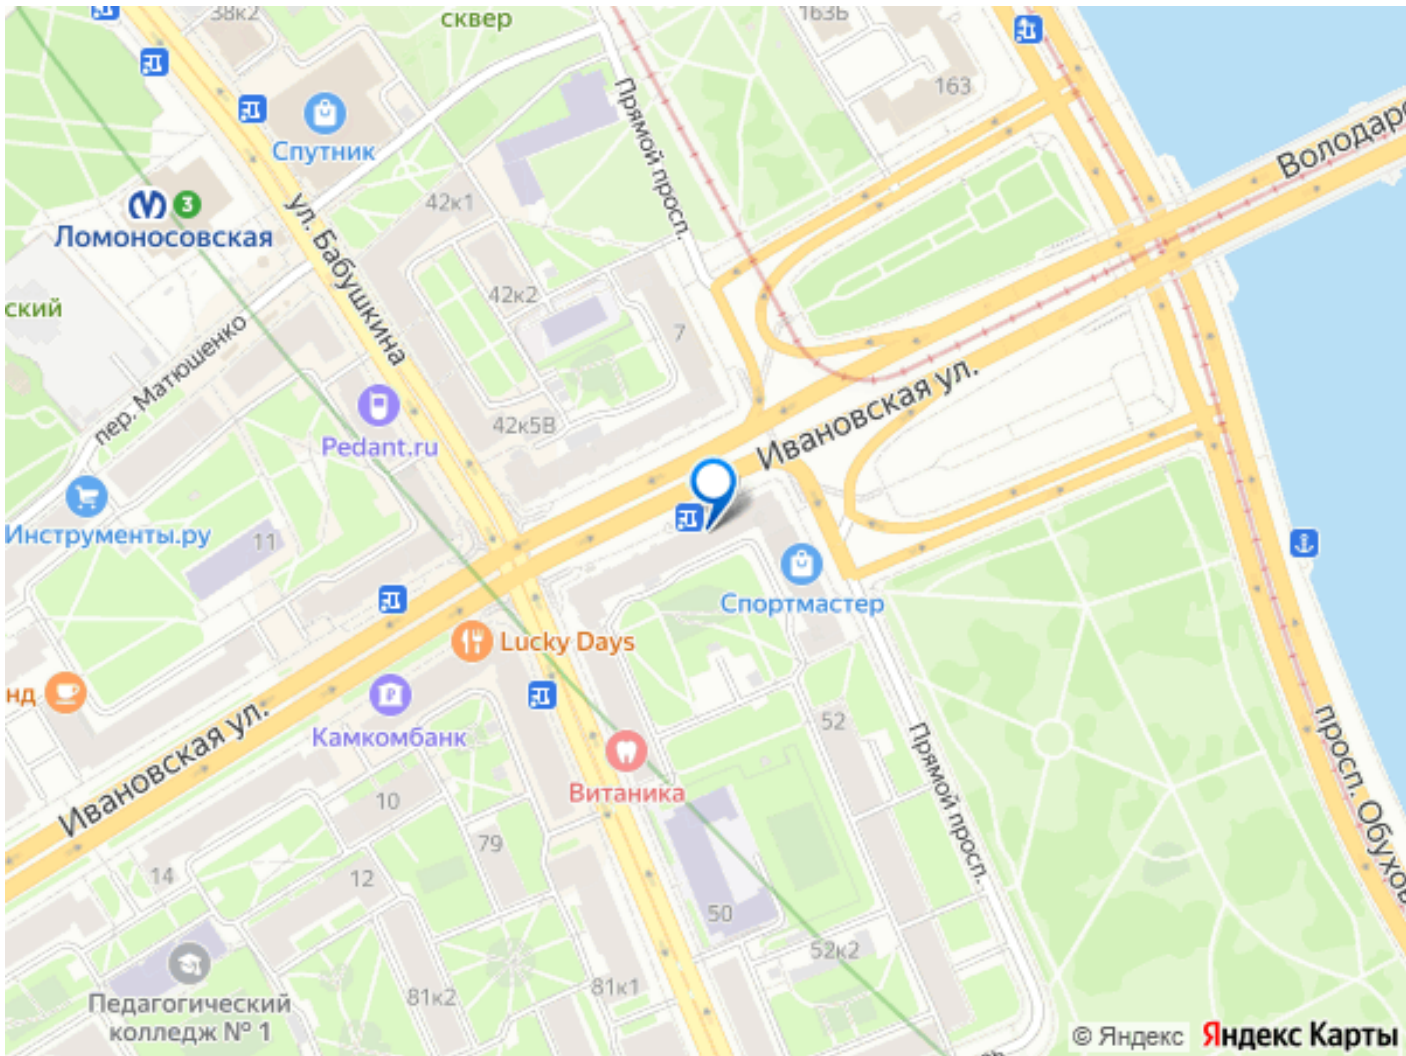 38к2
сквер
163Б
163
Прямой просп.
Володарс
Спутник
ул. Бабушкина
42к1
3
Ломоносовская
42к2
ский
7
пер. Матюшенко
Ивановская ул.
42к5В
Pedant.ru
Инструменты.ру
11
Спортмастер
Lucky Days
нд
Камкомбанк
52
Ивановская ул.
Прямой просп.
просп. Обухов
Витаника
10
79
14
12
50
52к2
81к2
81к1
Педагогический
колледж № 1
© Яндекс Яндекс Карты